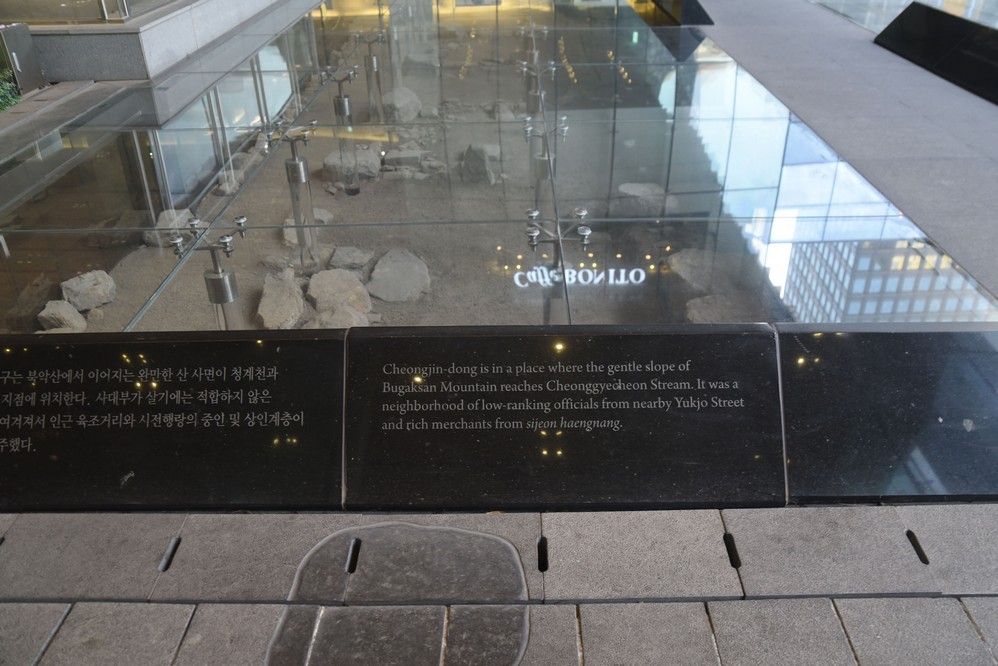 Caffe BONITO
구는 북악산에서 이어지는 완만한 산 사면이 청계천과
지점에 위치한다. 사대부가 살기에는 적합하지 않은
여겨져서 인근 육조거리와 시전행랑의 중인 및 상인계층이
주했다.
Cheongjin-dong is in a place where the gentle slope of
Bugaksan Mountain reaches Cheonggyecheon Stream. It was a
neighborhood of low-ranking officials from nearby Yukjo Street
and rich merchants from sijeon haengnang.